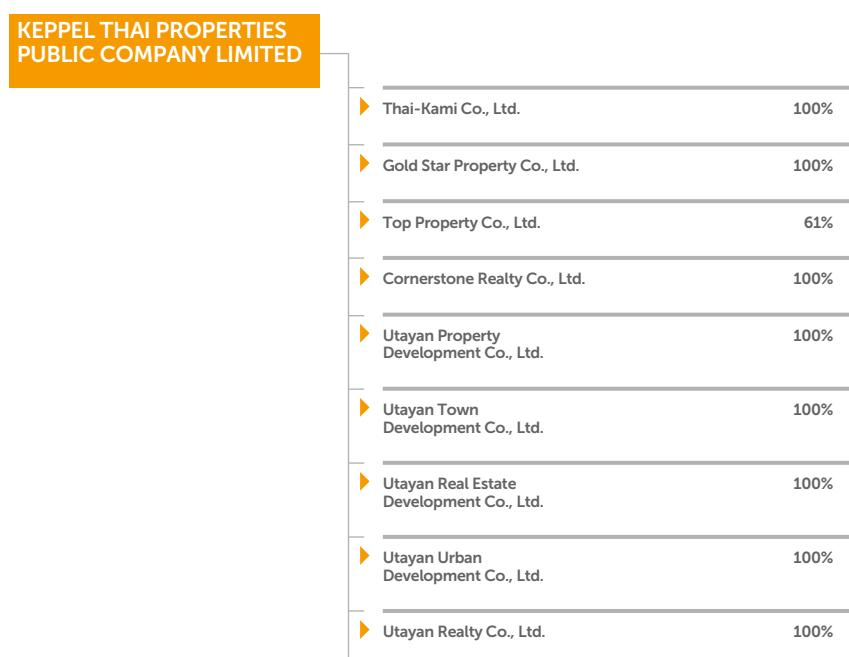 KEPPEL THAI PROPERTIES
PUBLIC COMPANY LIMITED
Thai-Kami Co., Ltd. 100%
Gold Star Property Co., Ltd. 100%
Top Property Co., Ltd. 61%
Cornerstone Realty Co., Ltd. 100%
Utayan Property 100%
Development Co., Ltd.
Utayan Town 100%
Development Co., Ltd.
Utayan Real Estate 100%
Development Co., Ltd.
Utayan Urban 100%
Development Co., Ltd.
Utayan Realty Co., Ltd. 100%